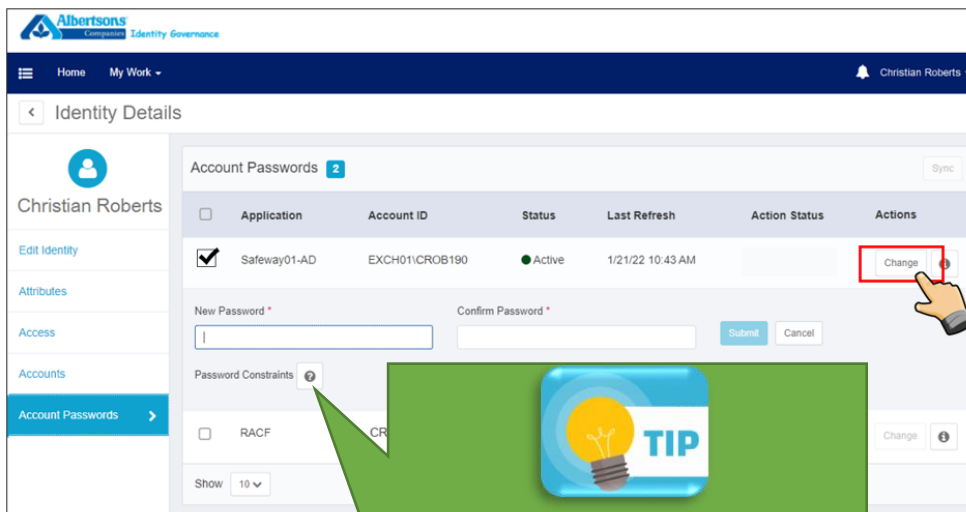 Albertsons
Companies Identity Governance
Home My Work
Christian Roberts
Identity Details
Christian Roberts
Edit Identity
Attributes
Access
Accounts
Account Passwords
Account Passwords 2
Sync
Application Account ID Status Last Refresh Action Status Actions
Safeway01-AD EXCH01\CROB190 Active 1/21/22 10:43 AM Change
New Password * Confirm Password *
Submit Cancel
Password Constraints ?
TIP
RACF CR Change
Show 10